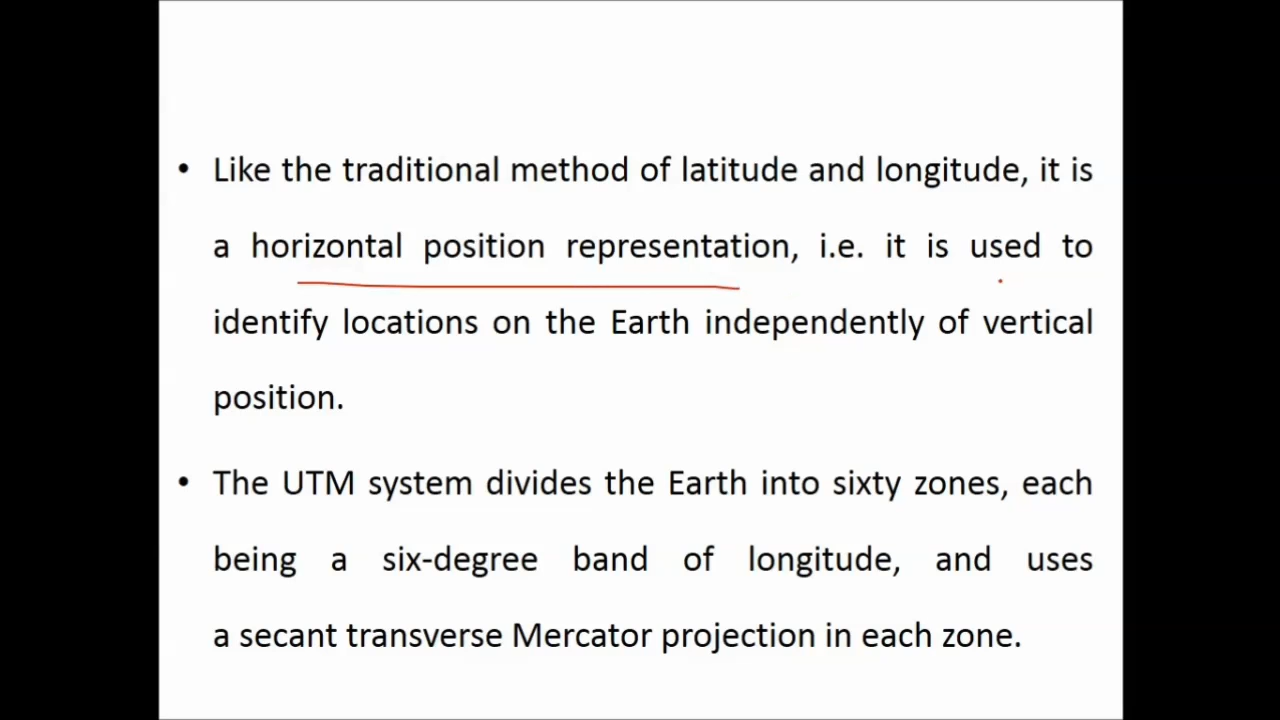 • Like the traditional method of latitude and longitude, it is
a horizontal position representation, i.e. it is used to
identify locations on the Earth independently of vertical
position.
• The UTM system divides the Earth into sixty zones, each
being a six-degree band of longitude, and uses
a secant transverse Mercator projection in each zone.